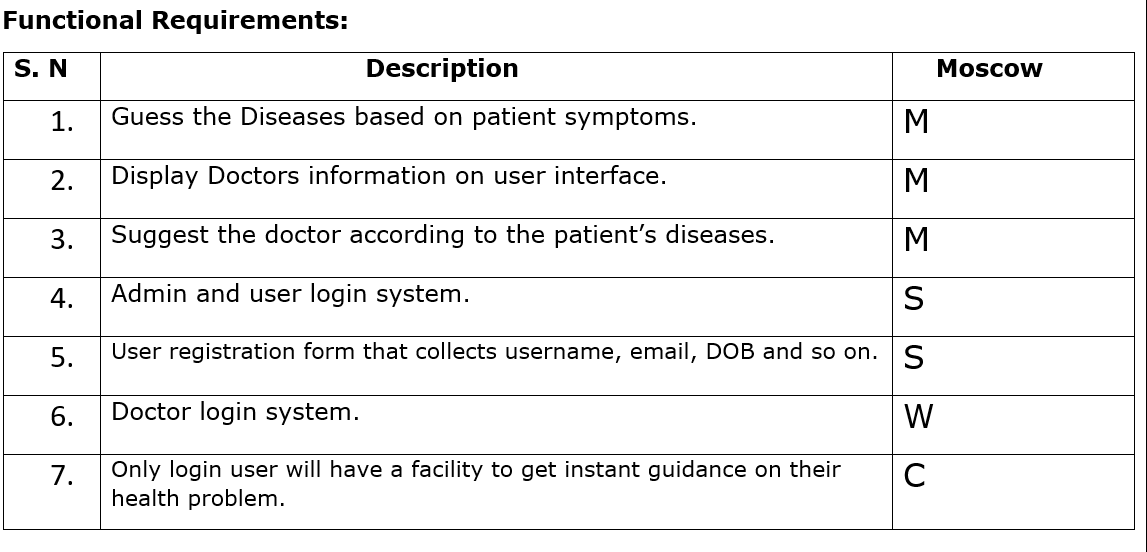 Functional Requirements:
S. N Description Moscow
1. Guess the Diseases based on patient symptoms. M
2. Display Doctors information on user interface. M
3. Suggest the doctor according to the patient’s diseases. M
4. Admin and user login system. S
5. User registration form that collects username, email, DOB and so on. S
6. Doctor login system. W
7. Only login user will have a facility to get instant guidance on their C
health problem.